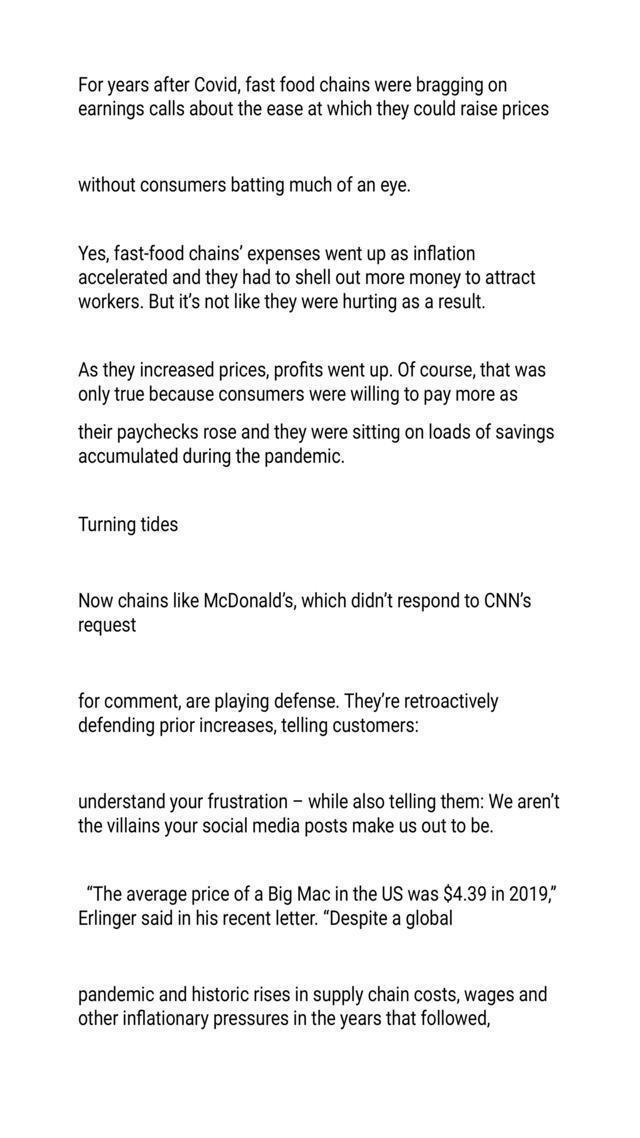 For years after Covid, fast food chains were bragging on
earnings calls about the ease at which they could raise prices
without consumers batting much of an eye.
Yes, fast-food chains’ expenses went up as inflation
accelerated and they had to shell out more money to attract
workers. But it’s not like they were hurting as a result.
As they increased prices, profits went up. Of course, that was
only true because consumers were willing to pay more as
their paychecks rose and they were sitting on loads of savings
accumulated during the pandemic.
Turning tides
Now chains like McDonald’s, which didn’t respond to CNN’s
request
for comment, are playing defense. They’re retroactively
defending prior increases, telling customers:
understand your frustration – while also telling them: We aren’t
the villains your social media posts make us out to be.
“The average price of a Big Mac in the US was $4.39 in 2019,”
Erlinger said in his recent letter. “Despite a global
pandemic and historic rises in supply chain costs, wages and
other inflationary pressures in the years that followed,